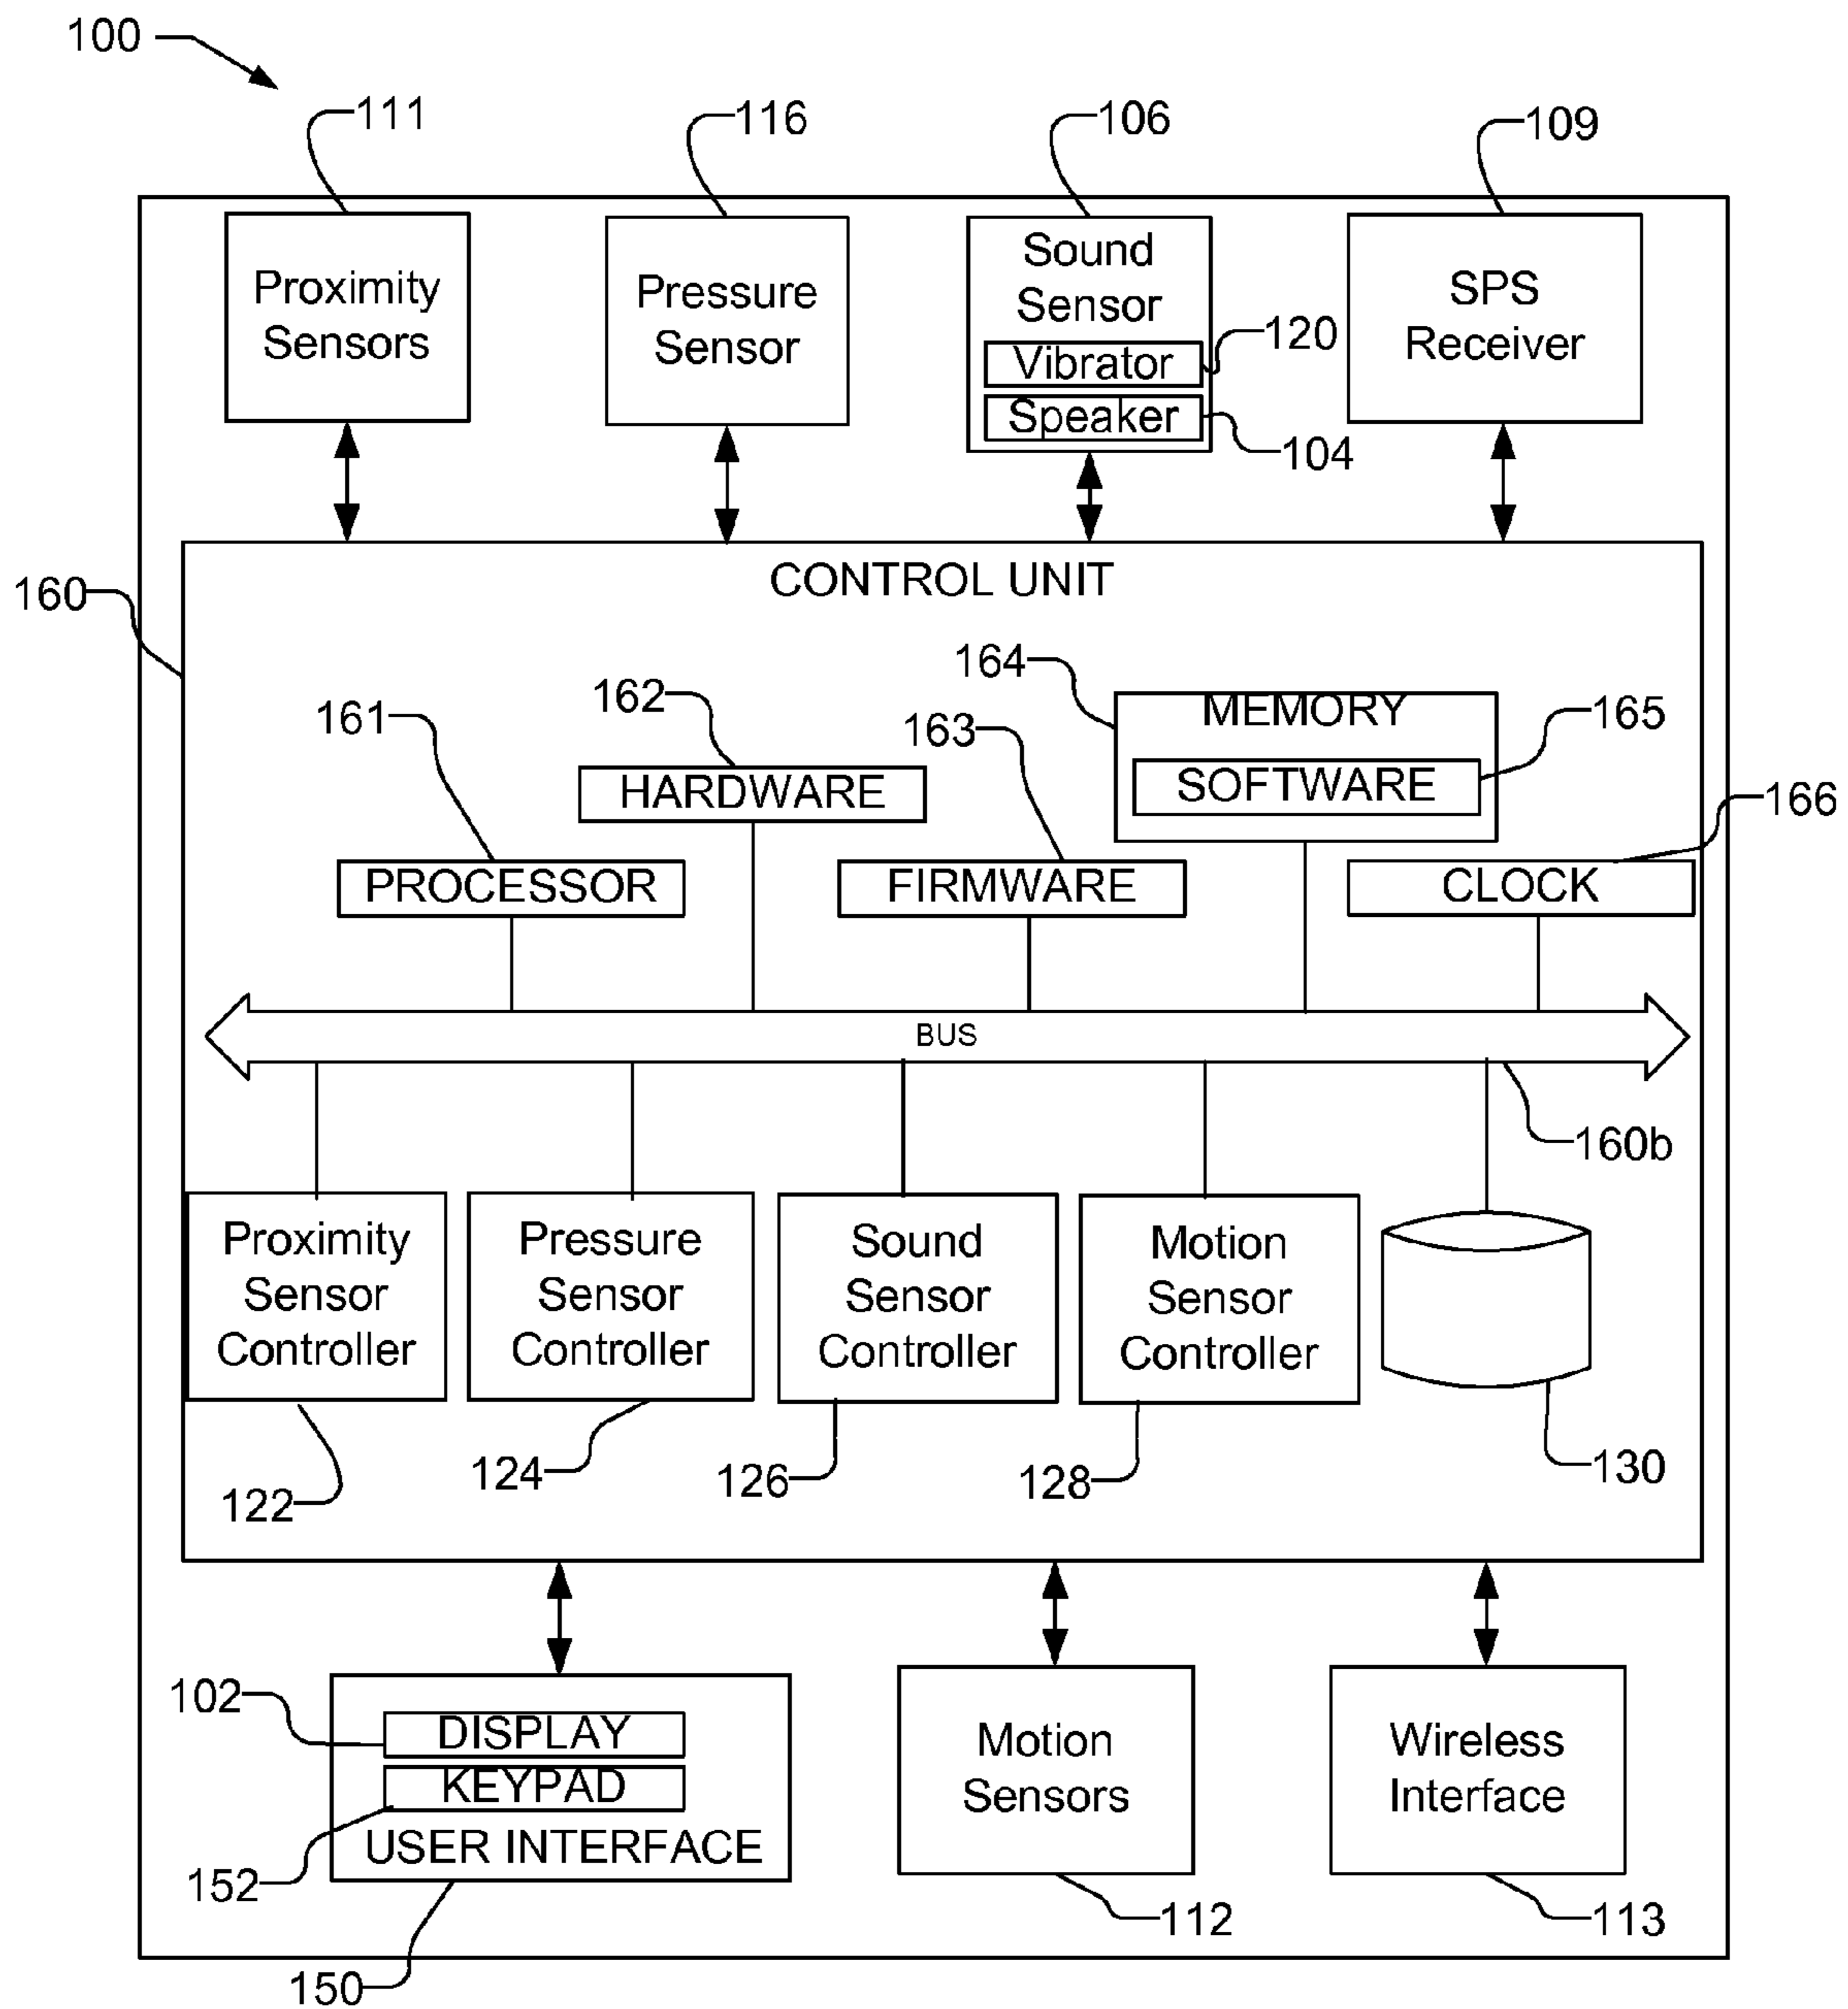 100
111
116
106
109
Proximity
Sensors
Pressure
Sensor
Sound
Sensor
Vibrator
Speaker
120
104
SPS
Receiver
160
CONTROL UNIT
161
162
163
164
MEMORY
165
SOFTWARE
HARDWARE
166
PROCESSOR
FIRMWARE
CLOCK
BUS
160b
Proximity
Sensor
Controller
Pressure
Sensor
Controller
Sound
Sensor
Controller
Motion
Sensor
Controller
122
124
126
128
130
102
DISPLAY
KEYPAD
USER INTERFACE
152
150
Motion
Sensors
112
Wireless
Interface
113